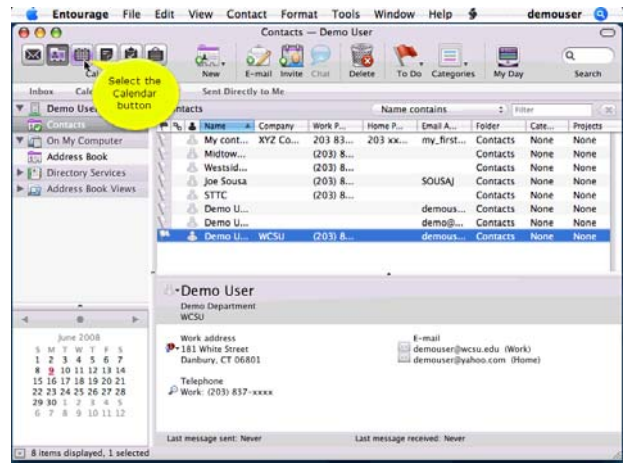 Entourage File Edit View Contact Format Tools Window Help demouser
Contacts — Demo User
New E-mail Invite Chat Delete To Do Categories My Day Search
Select the
Calendar
button
Inbox Sent Directly to Me
Demo Use
Name contains Filter
Contacts
Name Company Work P... Home P... Email A... Folder Cate... Projects
On My Computer
My cont... XYZ Co... 203 83... 203 xx... my_first... Contacts None None
Address Book
Midtow... (203) 8... Contacts None None
Directory Services
Westsid... (203) 8... Contacts None None
Address Book Views
Joe Sousa (203) 8... SOUSAJ Contacts None None
STTC (203) 8... Contacts None None
Demo U... demous... Contacts None None
Demo U... demo@... Contacts None None
Demo U... WCSU (203) 8... demous... Contacts None None
Demo User
Demo Department
WCSU
Work address
181 White Street
Danbury, CT 06801
E-mail
demouser@wcsu.edu (Work)
demouser@yahoo.com (Home)
Telephone
Work: (203) 837-xxxx
June 2008
S M T W T F S
1 2 3 4 5 6 7
8 9 10 11 12 13 14
15 16 17 18 19 20 21
22 23 24 25 26 27 28
29 30 1 2 3 4 5
6 7 8 9 10 11 12
Last message sent: Never Last message received: Never
8 items displayed, 1 selected